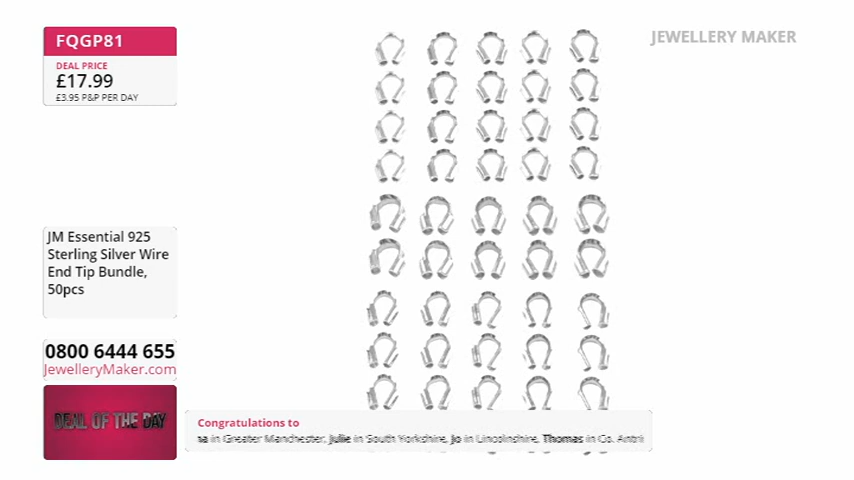 FQGP81
DEAL PRICE
£17.99
£3.95 P&P PER DAY
JEWELLERY MAKER
JM Essential 925
Sterling Silver Wire
End Tip Bundle,
50pcs
0800 6444 655
JewelleryMaker.com
DEAL OF THE DAY
Congratulations to
in Greater Manchester, Julie in South Yorkshire, Jo in Lincolnshire, Thomas in Co.